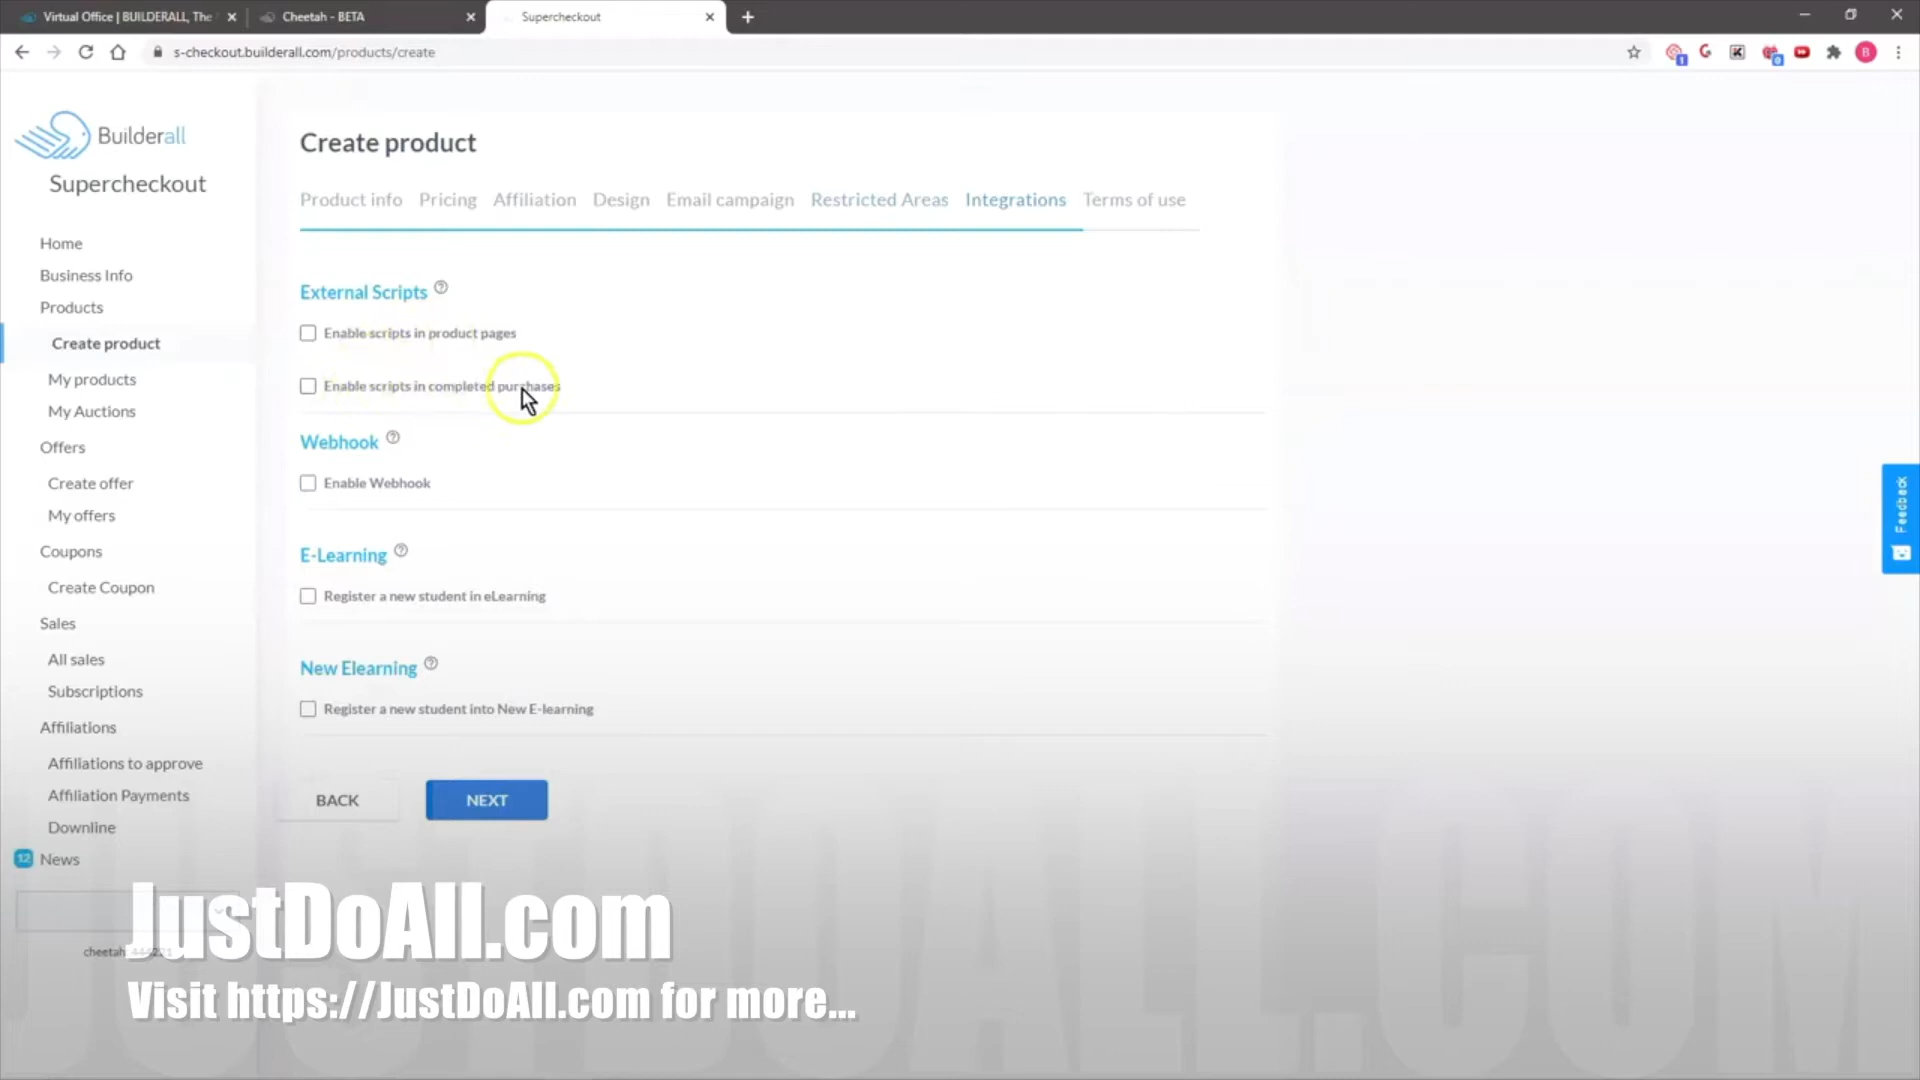 Virtual Office | BUILDERALL, The
Cheetah - BETA
Supercheckout
s-checkout.builderall.com/products/create
Builderall
Supercheckout
Home
Business Info
Products
Create product
My products
My Auctions
Offers
Create offer
My offers
Coupons
Create Coupon
Sales
All sales
Subscriptions
Affiliations
Affiliations to approve
Affiliation Payments
Downline
12 News
Create product
Product info Pricing Affiliation Design Email campaign Restricted Areas Integrations Terms of use
External Scripts
Enable scripts in product pages
Enable scripts in completed purchases
Webhook
Enable Webhook
E-Learning
Register a new student in eLearning
New Elearning
Register a new student into New E-learning
BACK NEXT
Feedback
JustDoAll.com
cheetah
Visit https://JustDoAll.com for more...
JUSTDOALL.COM